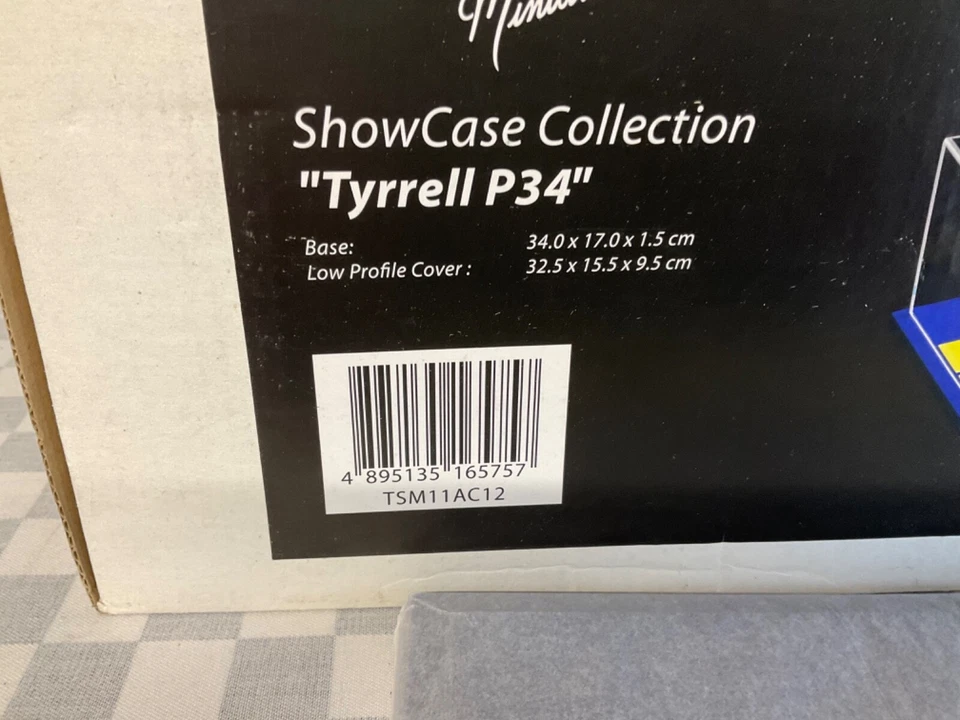 ShowCase Collection
"Tyrrell P34"
Base: 34.0 x 17.0 x 1.5 cm
Low Profile Cover : 32.5 x 15.5 x 9.5 cm
4 895135 165757
TSM11AC12